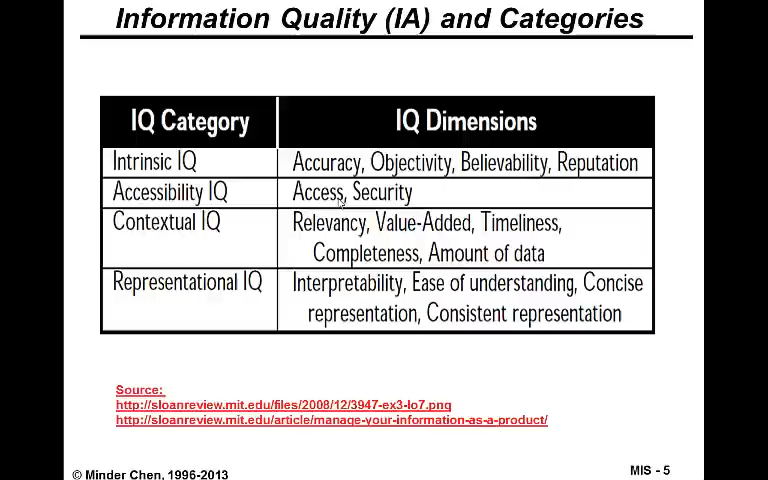 Information Quality (IA) and Categories
IQ Category IQ Dimensions
Intrinsic IQ Accuracy, Objectivity, Believability, Reputation
Accessibility IQ Access, Security
Contextual IQ Relevancy, Value-Added, Timeliness,
Completeness, Amount of data
Representational IQ Interpretability, Ease of understanding, Concise
representation, Consistent representation
Source:
http://sloanreview.mit.edu/files/2008/12/3947-ex3-lo7.png
http://sloanreview.mit.edu/article/manage-your-information-as-a-product/
© Minder Chen, 1996-2013
MIS - 5